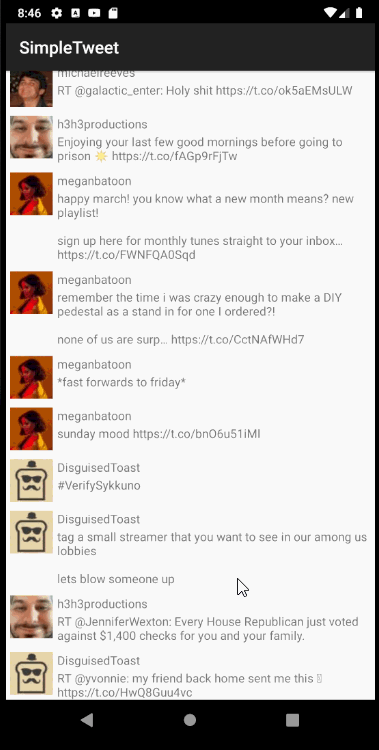 8:46
SimpleTweet
michaelreeves
RT @galactic_enter: Holy shit https://t.co/ok5aEMsULW
h3h3productions
Enjoying your last few good mornings before going to
prison ☀️ https://t.co/fAGp9rFjTw
meganbatoon
happy march! you know what a new month means? new
playlist!
sign up here for monthly tunes straight to your inbox…
https://t.co/FWNFQA0Sqd
meganbatoon
remember the time i was crazy enough to make a DIY
pedestal as a stand in for one I ordered?!
none of us are surp… https://t.co/CctNAfWHd7
meganbatoon
*fast forwards to friday*
meganbatoon
sunday mood https://t.co/bnO6u51iMI
DisguisedToast
#VerifySykkuno
DisguisedToast
tag a small streamer that you want to see in our among us
lobbies
lets blow someone up
h3h3productions
RT @JenniferWexton: Every House Republican just voted
against $1,400 checks for you and your family.
DisguisedToast
RT @yvonnie: my friend back home sent me this
https://t.co/HwQ8Guu4vc